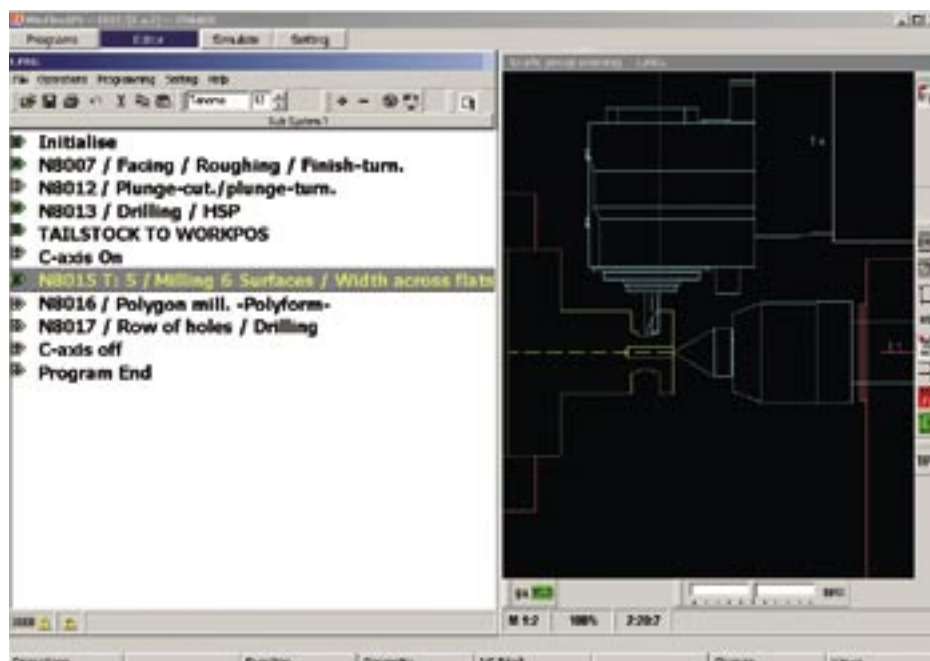 Programs Editor Simulate Setting
File Operations Programming Setting Help
Sub System 1
Initialise
N8007 / Facing / Roughing / Finish-turn.
N8012 / Plunge-cut./plunge-turn.
N8013 / Drilling / HSP
TAILSTOCK TO WORKPOS
C-axis On
N8015 T: 5 / Milling 6 Surfaces / Width across flats
N8016 / Polygon mill. -Polyform-
N8017 / Row of holes / Drilling
C-axis off
Program End
M 1:2 100% 2:20:7